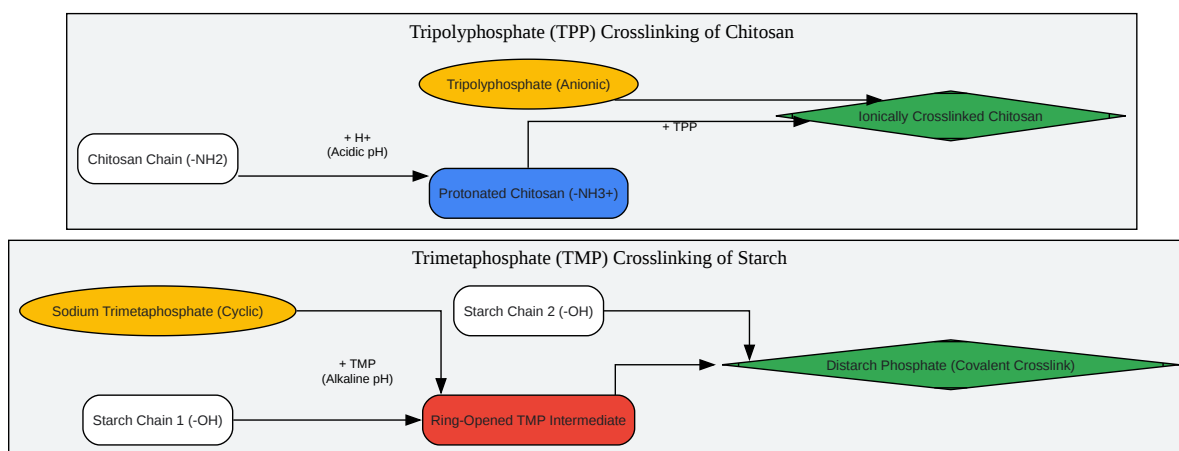 Tripolyphosphate (TPP) Crosslinking of Chitosan
Tripolyphosphate (Anionic)
Ionically Crosslinked Chitosan
+ TPP
+ H+
(Acidic pH)
Chitosan Chain (-NH2)
Protonated Chitosan (-NH3+)
Trimetaphosphate (TMP) Crosslinking of Starch
Sodium Trimetaphosphate (Cyclic)
Starch Chain 2 (-OH)
+ TMP
(Alkaline pH)
Distarch Phosphate (Covalent Crosslink)
Starch Chain 1 (-OH)
Ring-Opened TMP Intermediate